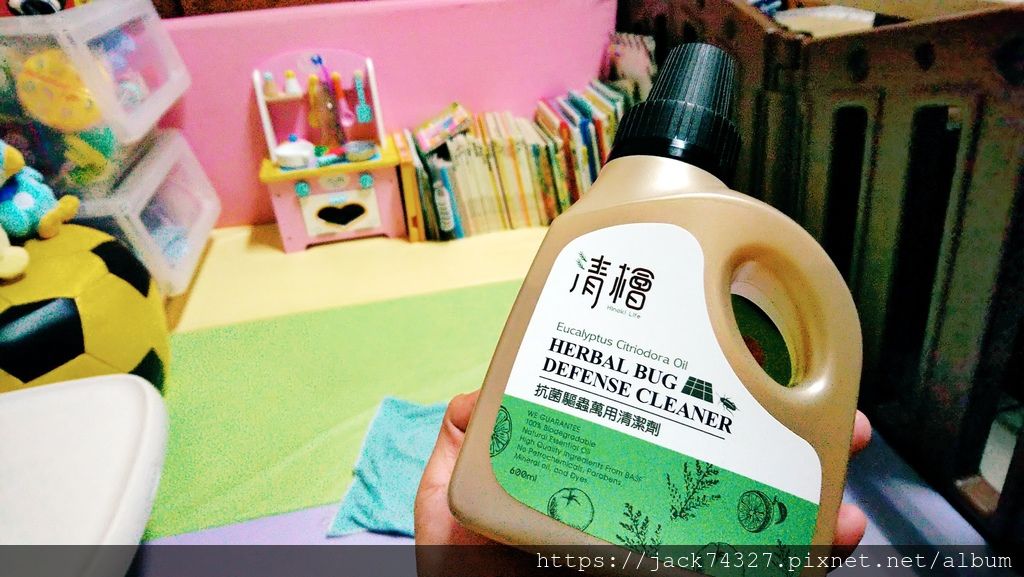 清檜
Hinoki Life
Eucalyptus Citriodora Oil
HERBAL BUG
DEFENSE CLEANER
抗菌驅蟲萬用清潔劑
WE GUARANTES
100% Biodegradable
Natural Essential Oil
High Quality Ingredients From BASF
No Petrochemicals, Parabens,
Mineral oil, and Dyes
600ml
https://jack74327.pixnet.net/album